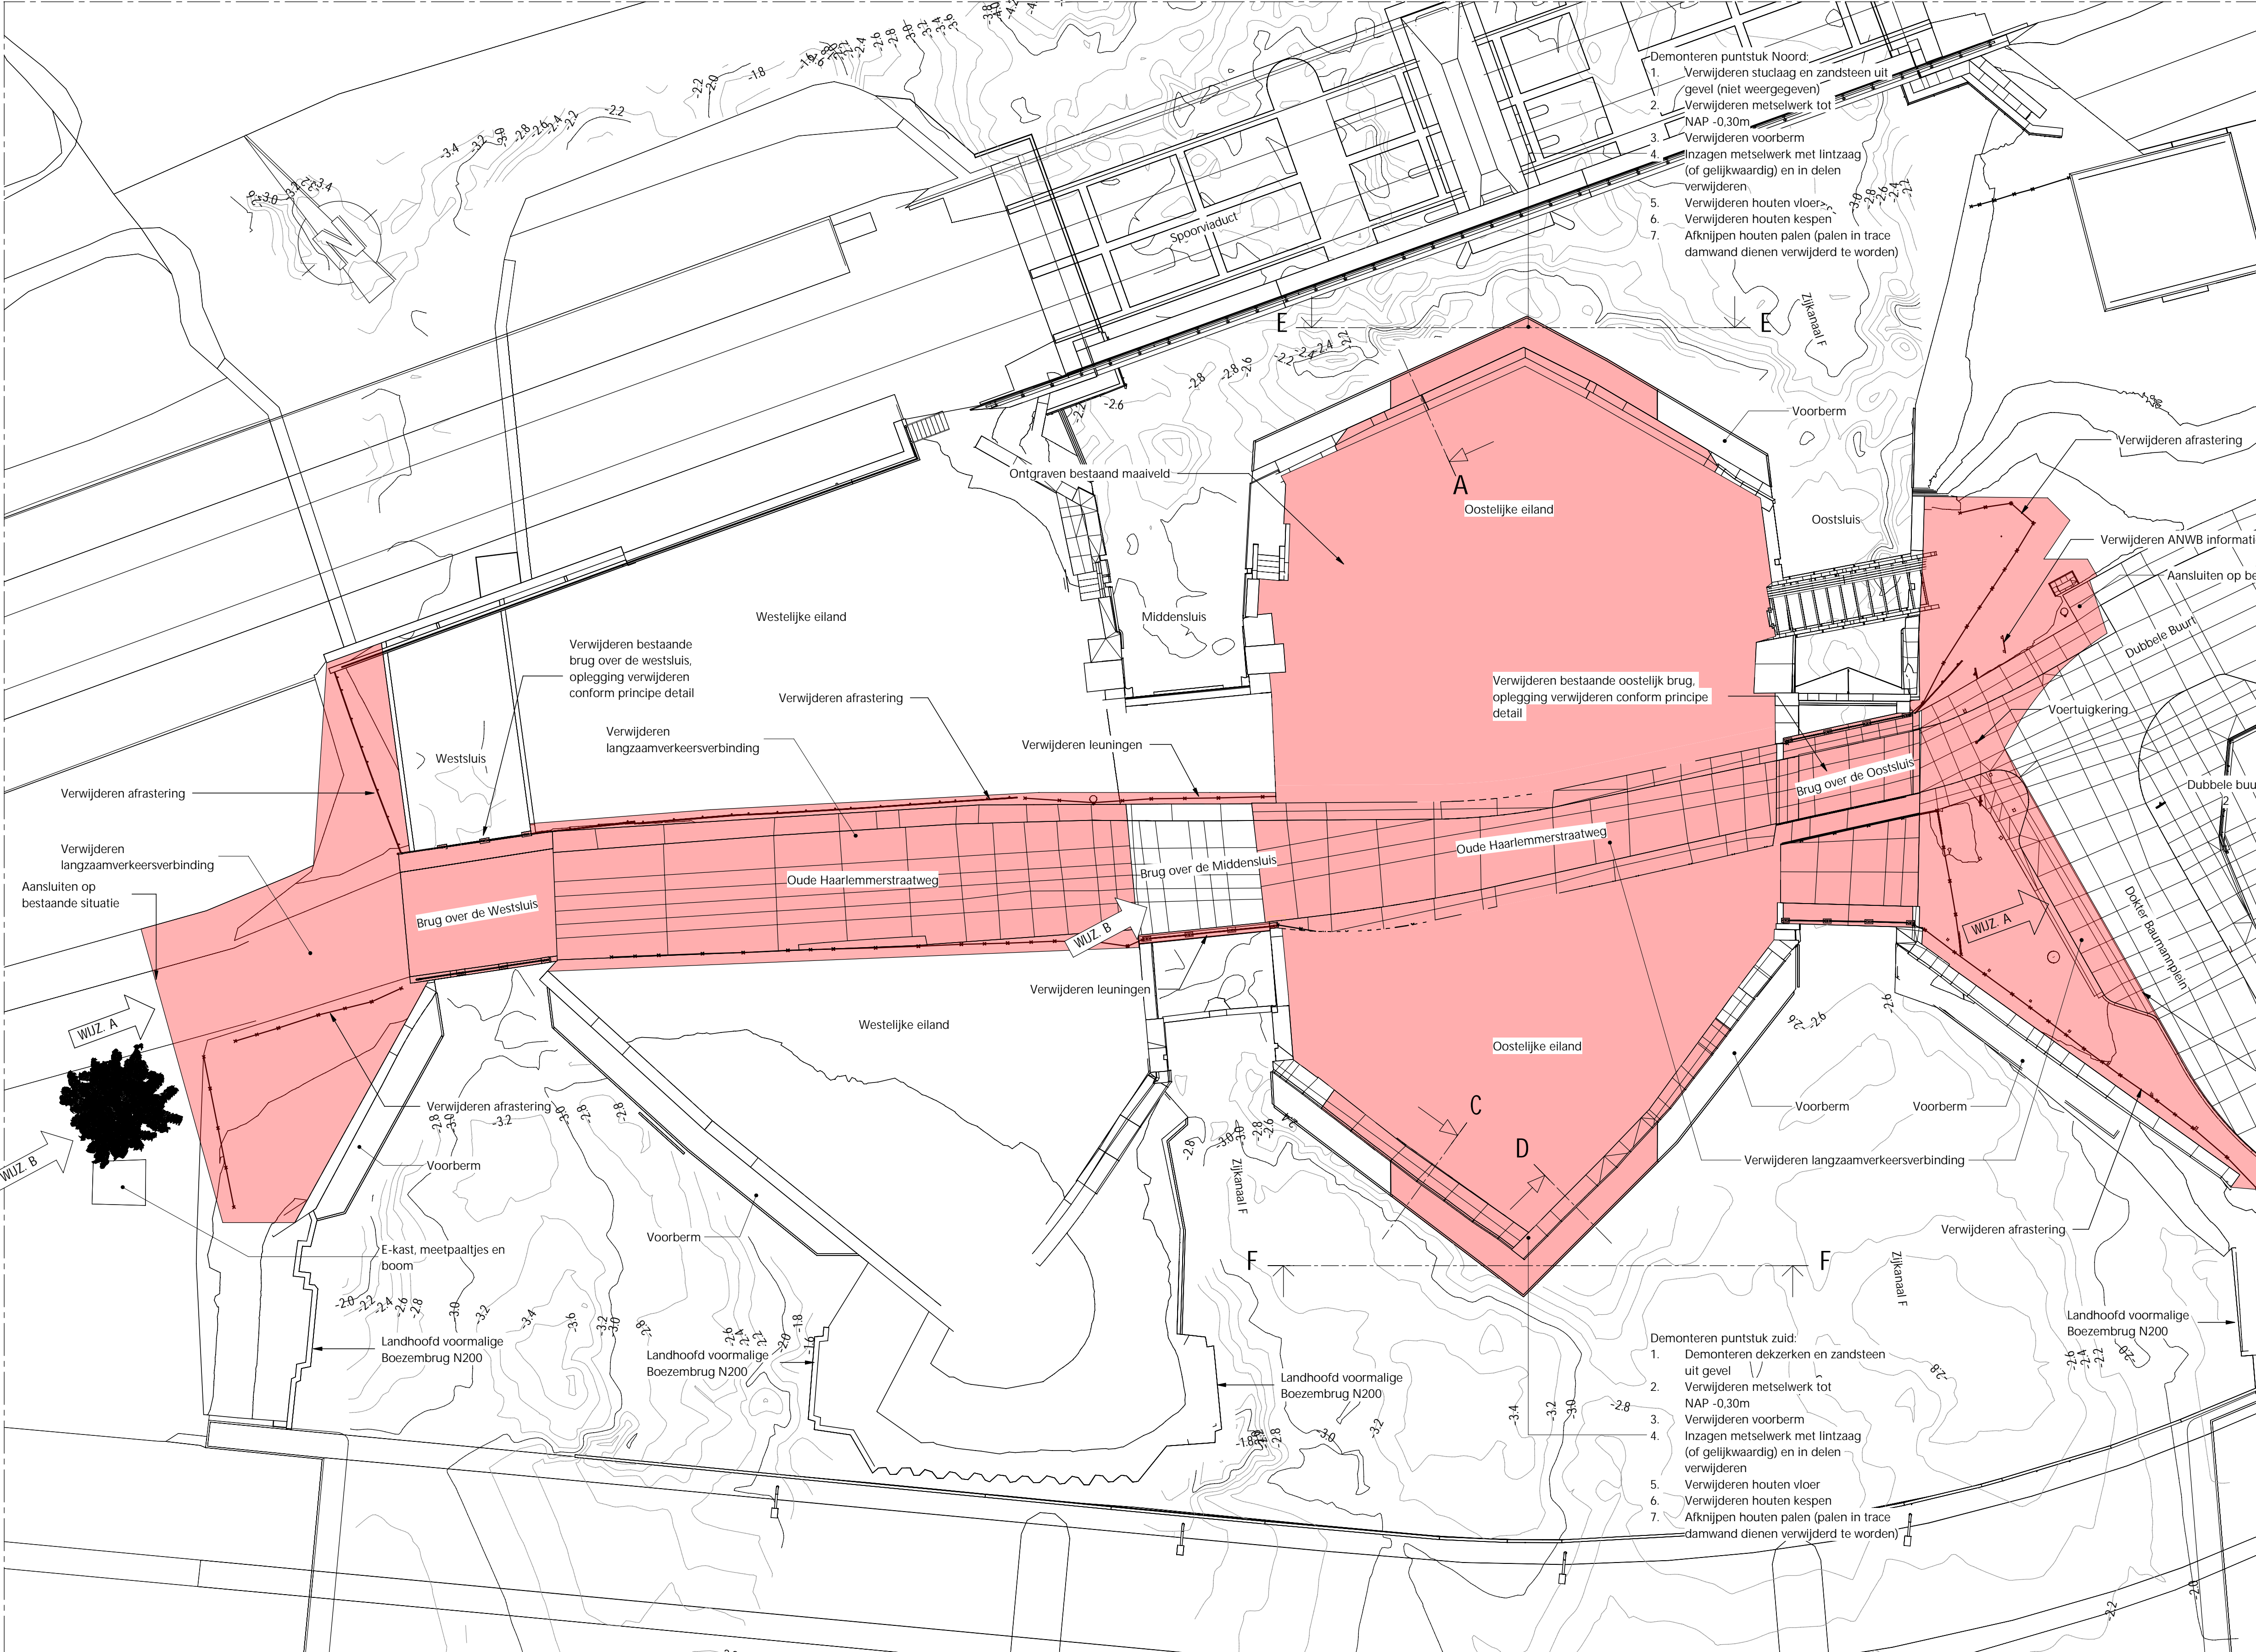 Demonteren puntstuk Noord:
1. Verwijderen stuclaag en zandsteen uit
gevel (niet weergegeven)
2. Verwijderen metselwerk tot
NAP -0,30m
3. Verwijderen voorberm
4. Inzagen metselwerk met lintzaag
(of gelijkwaardig) en in delen
verwijderen
5. Verwijderen houten vloer
6. Verwijderen houten kespen
7. Afknijpen houten palen (palen in trace
damwand dienen verwijderd te worden)
N
Spoorviaduct
Zijkanaal F
E
E
Voorberm
Verwijderen afrastering
Ontgraven bestaand maaiveld
A
Oostelijke eiland
Oostsluis
Verwijderen ANWB informati
Aansluiten op be
Westelijke eiland
Middensluis
Dubbele Buurt
Verwijderen bestaande
brug over de westsluis,
oplegging verwijderen
conform principe detail
Verwijderen afrastering
Verwijderen bestaande oostelijk brug,
oplegging verwijderen conform principe
detail
Voertuigkering
Verwijderen
langzaamverkeersverbinding
Verwijderen leuningen
Westsluis
Brug over de Oostsluis
Dubbele buu
2
Verwijderen afrastering
Verwijderen
langzaamverkeersverbinding
Aansluiten op
bestaande situatie
Oude Haarlemmerstraatweg
Brug over de Middensluis
Oude Haarlemmerstraatweg
Brug over de Westsluis
WIJZ. B
WIJZ. A
Dokter Baumannplein
Verwijderen leuningen
WIJZ. A
Westelijke eiland
Oostelijke eiland
Verwijderen afrastering
C
D
Voorberm
Voorberm
WIJZ. B
Voorberm
Zijkanaal F
Verwijderen langzaamverkeersverbinding
Voorberm
Verwijderen afrastering
E-kast, meetpaaltjes en
boom
F
F
Zijkanaal F
Landhoofd voormalige
Boezembrug N200
Landhoofd voormalige
Boezembrug N200
Landhoofd voormalige
Boezembrug N200
Landhoofd voormalige
Boezembrug N200
Demonteren puntstuk zuid:
1. Demonteren dekzerken en zandsteen
uit gevel
2. Verwijderen metselwerk tot
NAP -0,30m
3. Verwijderen voorberm
4. Inzagen metselwerk met lintzaag
(of gelijkwaardig) en in delen
verwijderen
5. Verwijderen houten vloer
6. Verwijderen houten kespen
7. Afknijpen houten palen (palen in trace
damwand dienen verwijderd te worden)